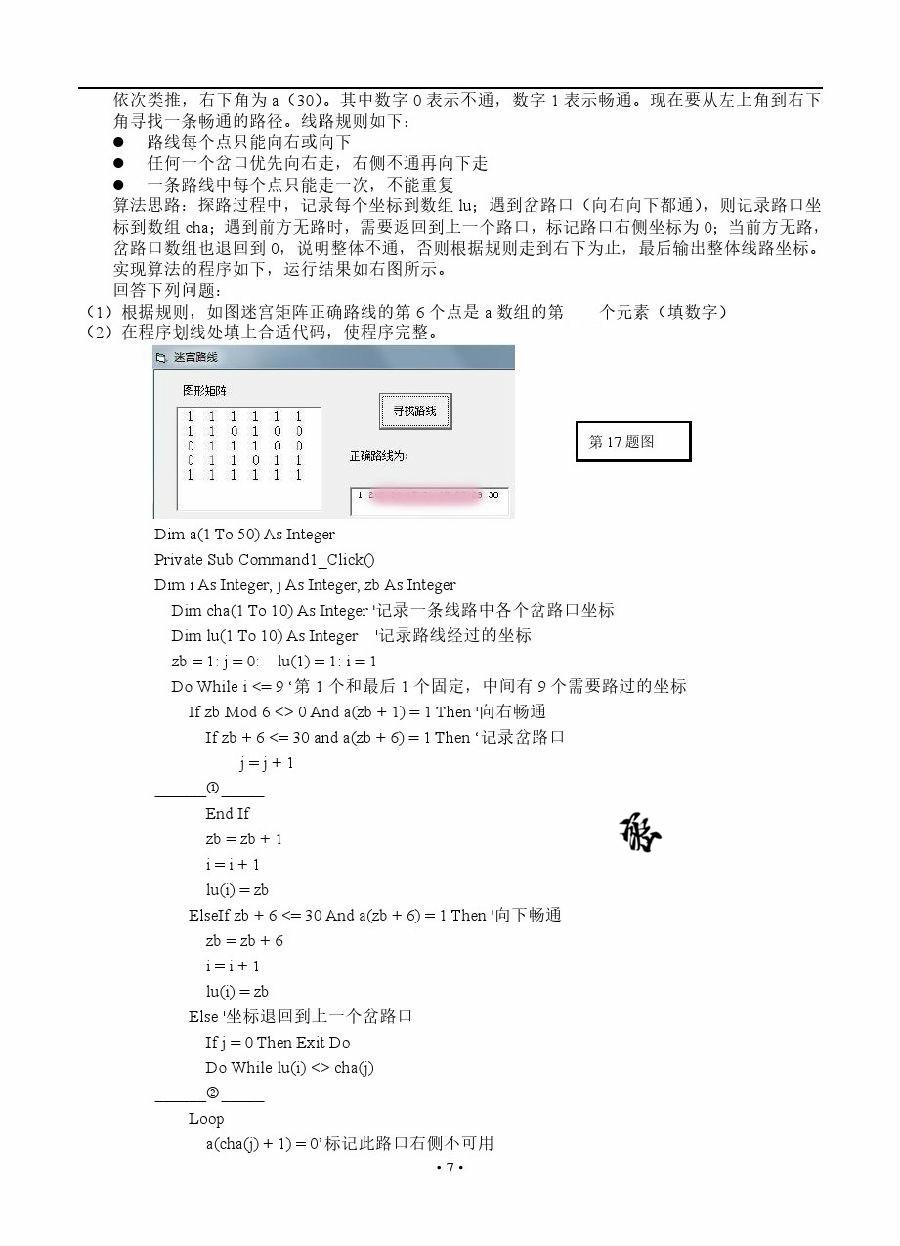 依次类推，右下角为 a（30）。其中数字 0 表示不通，数字 1 表示畅通。现在要从左上角到右下
角寻找一条畅通的路径。线路规则如下：
● 路线每个点只能向右或向下
● 任何一个岔口优先向右走，右侧不通再向下走
● 一条路线中每个点只能走一次，不能重复
算法思路：探路过程中，记录每个坐标到数组 lu；遇到岔路口（向右向下都通），则记录路口坐
标到数组 cha；遇到前方无路时，需要返回到上一个路口，标记路口右侧坐标为 0；当前方无路，
岔路口数组也退回到 0，说明整体不通，否则根据规则走到右下为止，最后输出整体线路坐标。
实现算法的程序如下，运行结果如右图所示。
回答下列问题：
（1）根据规则，如图迷宫矩阵正确路线的第 6 个点是 a 数组的第 个元素（填数字）
（2）在程序划线处填上合适代码，使程序完整。
迷宫路线
图形矩阵
寻找路线
1 1 1 1 1 1
1 1 0 1 0 0
0 1 1 1 0 0
0 1 1 0 1 1
1 1 1 1 1 1
正确路线为:
1 2 30
第 17 题图
Dim a(1 To 50) As Integer
Private Sub Command1_Click()
Dim i As Integer, j As Integer, zb As Integer
Dim cha(1 To 10) As Integer '记录一条线路中各个岔路口坐标
Dim lu(1 To 10) As Integer '记录路线经过的坐标
zb = 1: j = 0: lu(1) = 1: i = 1
Do While i <= 9 ‘第 1 个和最后 1 个固定，中间有 9 个需要路过的坐标
If zb Mod 6 <> 0 And a(zb + 1) = 1 Then '向右畅通
If zb + 6 <= 30 and a(zb + 6) = 1 Then ‘记录岔路口
j = j + 1
______①_____
End If
zb = zb + 1
i = i + 1
lu(i) = zb
ElseIf zb + 6 <= 30 And a(zb + 6) = 1 Then '向下畅通
zb = zb + 6
i = i + 1
lu(i) = zb
Else '坐标退回到上一个岔路口
If j = 0 Then Exit Do
Do While lu(i) <> cha(j)
______②_____
Loop
a(cha(j) + 1) = 0’标记此路口右侧不可用
• 7 •